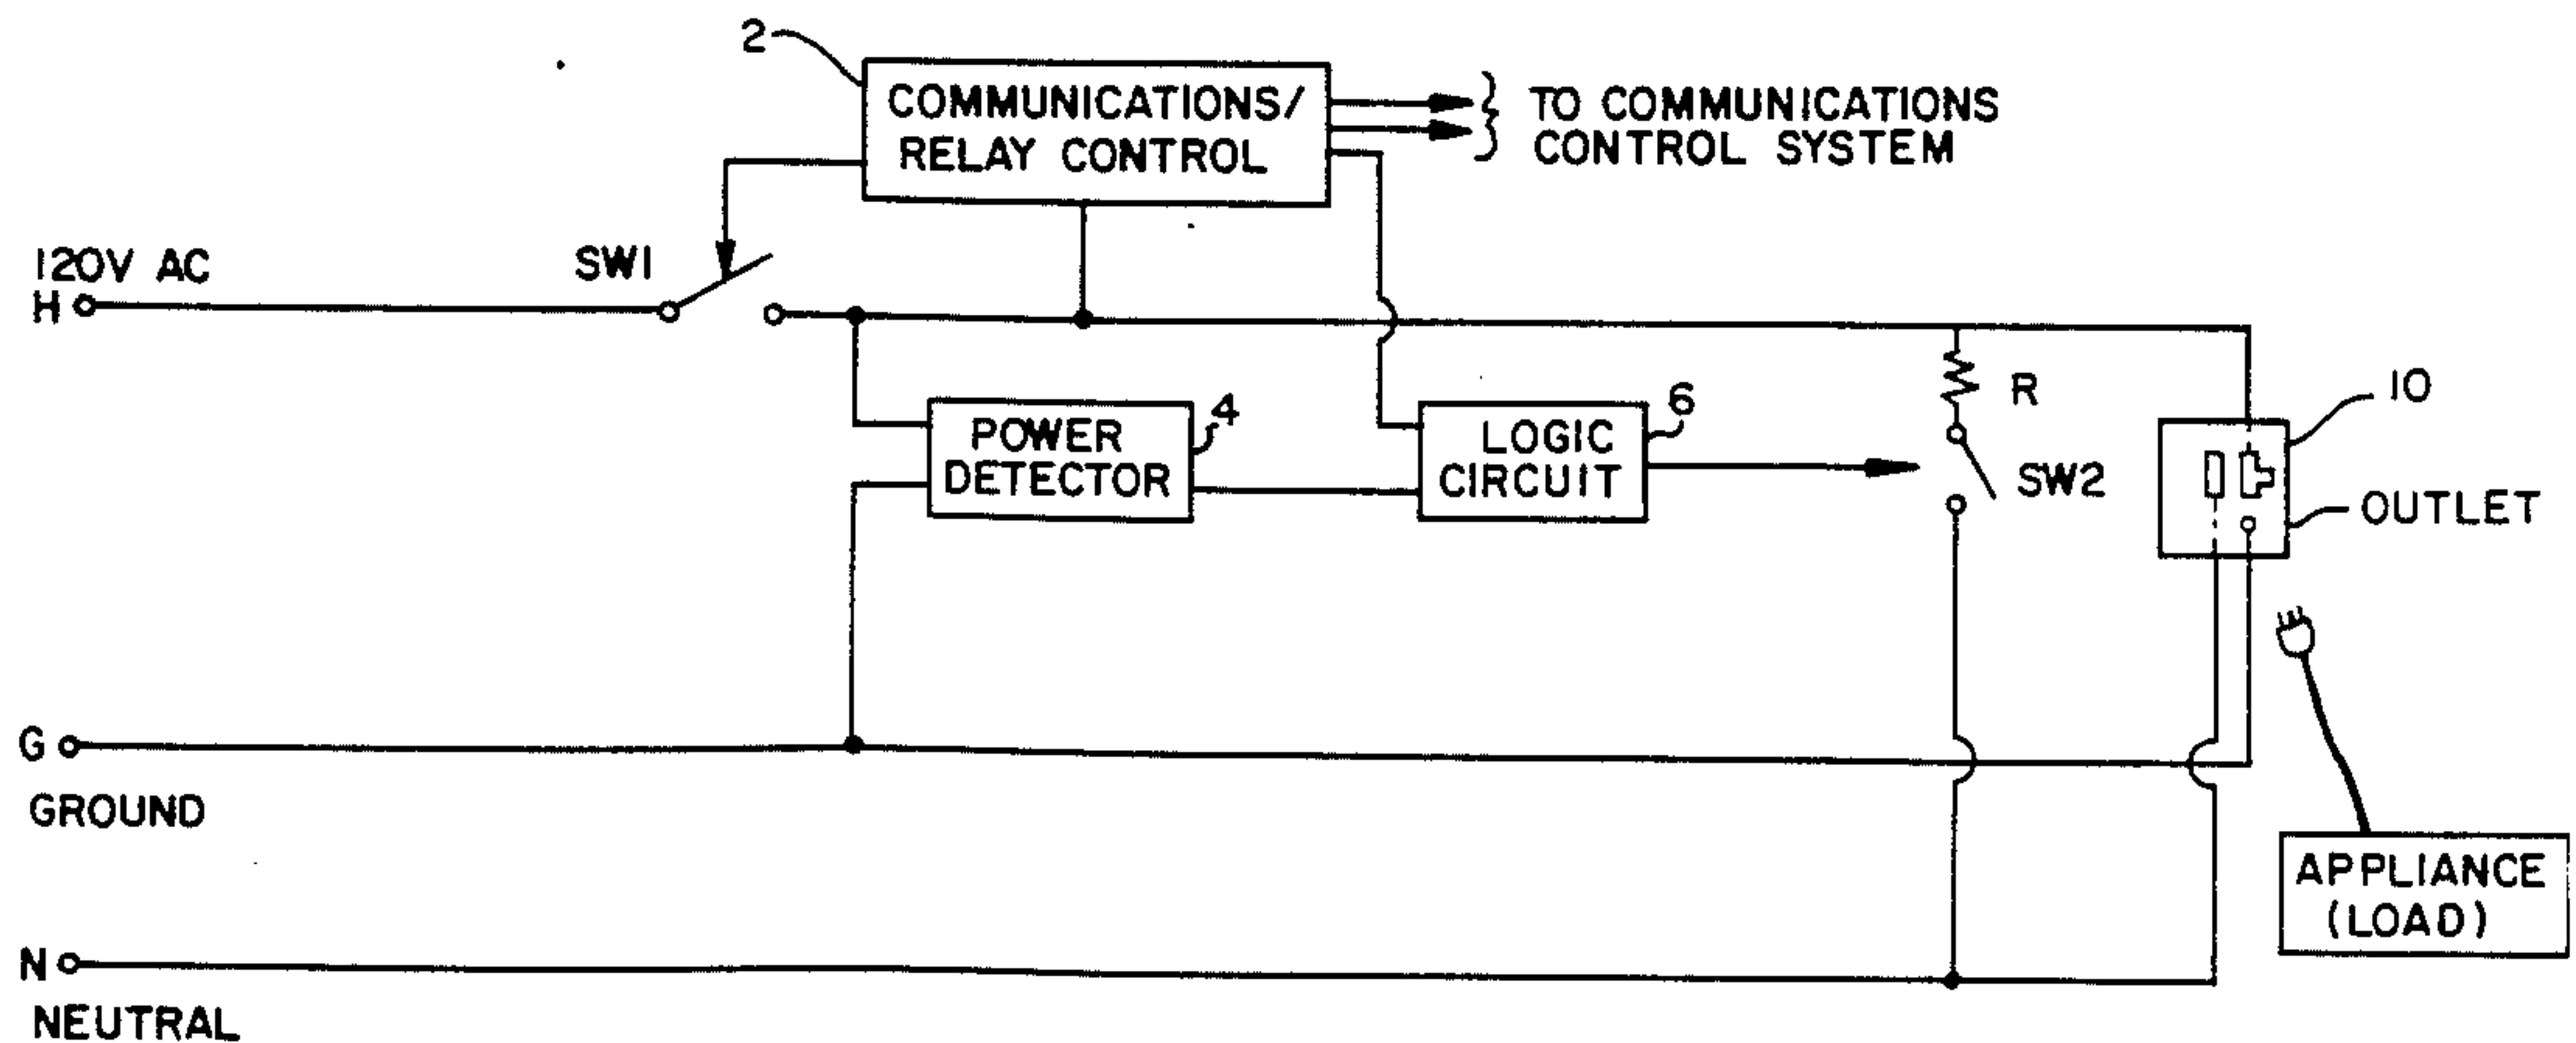 2
COMMUNICATIONS/
RELAY CONTROL
TO COMMUNICATIONS
CONTROL SYSTEM
120V AC
H
SW1
POWER
DETECTOR
4
LOGIC
CIRCUIT
6
R
SW2
10
OUTLET
G
GROUND
APPLIANCE
(LOAD)
N
NEUTRAL